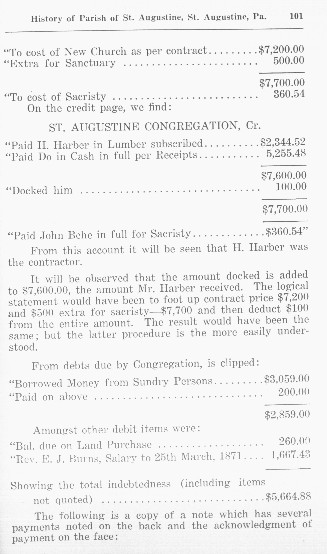 History of Parish of St. Augustine, St. Augustine, Pa. 101
"To cost of New Church as per contract.........$7,200.00
"Extra for Sanctuary ........................ 500.00
$7,700.00
"To cost of Sacristy .......................... 360.54
On the credit page, we find:
ST. AUGUSTINE CONGREGATION, Cr.
"Paid H. Harber in Lumber subscribed..........$2,344.52
"Paid Do in Cash in full per Receipts........... 5,255.48
$7,600.00
"Docked him ................................ 100.00
$7,700.00
"Paid John Behe in full for Sacristy.............$360.54"
From this account it will be seen that H. Harber was
the contractor.
It will be observed that the amount docked is added
to $7,600.00, the amount Mr. Harber received. The logical
statement would have been to foot up contract price $7,200
and $500 extra for sacristy—$7,700 and then deduct $100
from the entire amount. The result would have been the
same; but the latter procedure is the more easily under-
stood.
From debts due by Congregation, is clipped:
"Borrowed Money from Sundry Persons.........$3,059.00
"Paid on above ............................. 200.00
$2,859.00
Amongst other debit items were:
"Bal. due on Land Purchase ................... 260.00
"Rev. E. J. Burns, Salary to 25th March, 1871.... 1,667.43
Showing the total indebtedness (including items
not quoted) .............................$5,664.88
The following is a copy of a note which has several
payments noted on the back and the acknowledgment of
payment on the face: